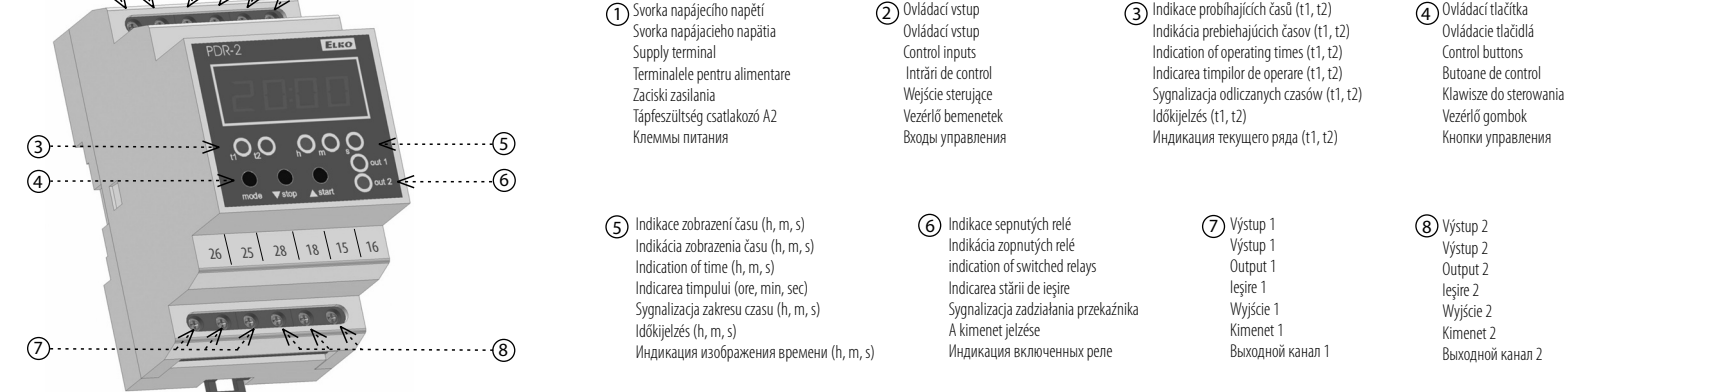 PDR-2
ELKO
20:00
t1 t2 h m s
out 1
out 2
mode ▼stop ▲start
26 25 28 18 15 16
3
4
5
6
7
8
1 Svorka napájecího napětí
Svorka napájacieho napätia
Supply terminal
Terminalele pentru alimentare
Zaciski zasilania
Tápfeszültség csatlakozó A2
Клеммы питания
2 Ovládací vstup
Ovládací vstup
Control inputs
Intrări de control
Wejście sterujące
Vezérlő bemenetek
Входы управления
3 Indikace probíhajících časů (t1, t2)
Indikácia prebiehajúcich časov (t1, t2)
Indication of operating times (t1, t2)
Indicarea timpilor de operare (t1, t2)
Sygnalizacja odliczanych czasów (t1, t2)
Időkijelzés (t1, t2)
Индикация текущего ряда (t1, t2)
4 Ovládací tlačítka
Ovládacie tlačidlá
Control buttons
Butoane de control
Klawisze do sterowania
Vezérlő gombok
Кнопки управления
5 Indikace zobrazení času (h, m, s)
Indikácia zobrazenia času (h, m, s)
Indication of time (h, m, s)
Indicarea timpului (ore, min, sec)
Sygnalizacja zakresu czasu (h, m, s)
Időkijelzés (h, m, s)
Индикация изображения времени (h, m, s)
6 Indikace sepnutých relé
Indikácia zopnutých relé
indication of switched relays
Indicarea stării de ieşire
Sygnalizacja zadziałania przekaźnika
A kimenet jelzése
Индикация включенных реле
7 Výstup 1
Výstup 1
Output 1
Ieşire 1
Wyjście 1
Kimenet 1
Выходной канал 1
8 Výstup 2
Výstup 2
Output 2
Ieşire 2
Wyjście 2
Kimenet 2
Выходной канал 2